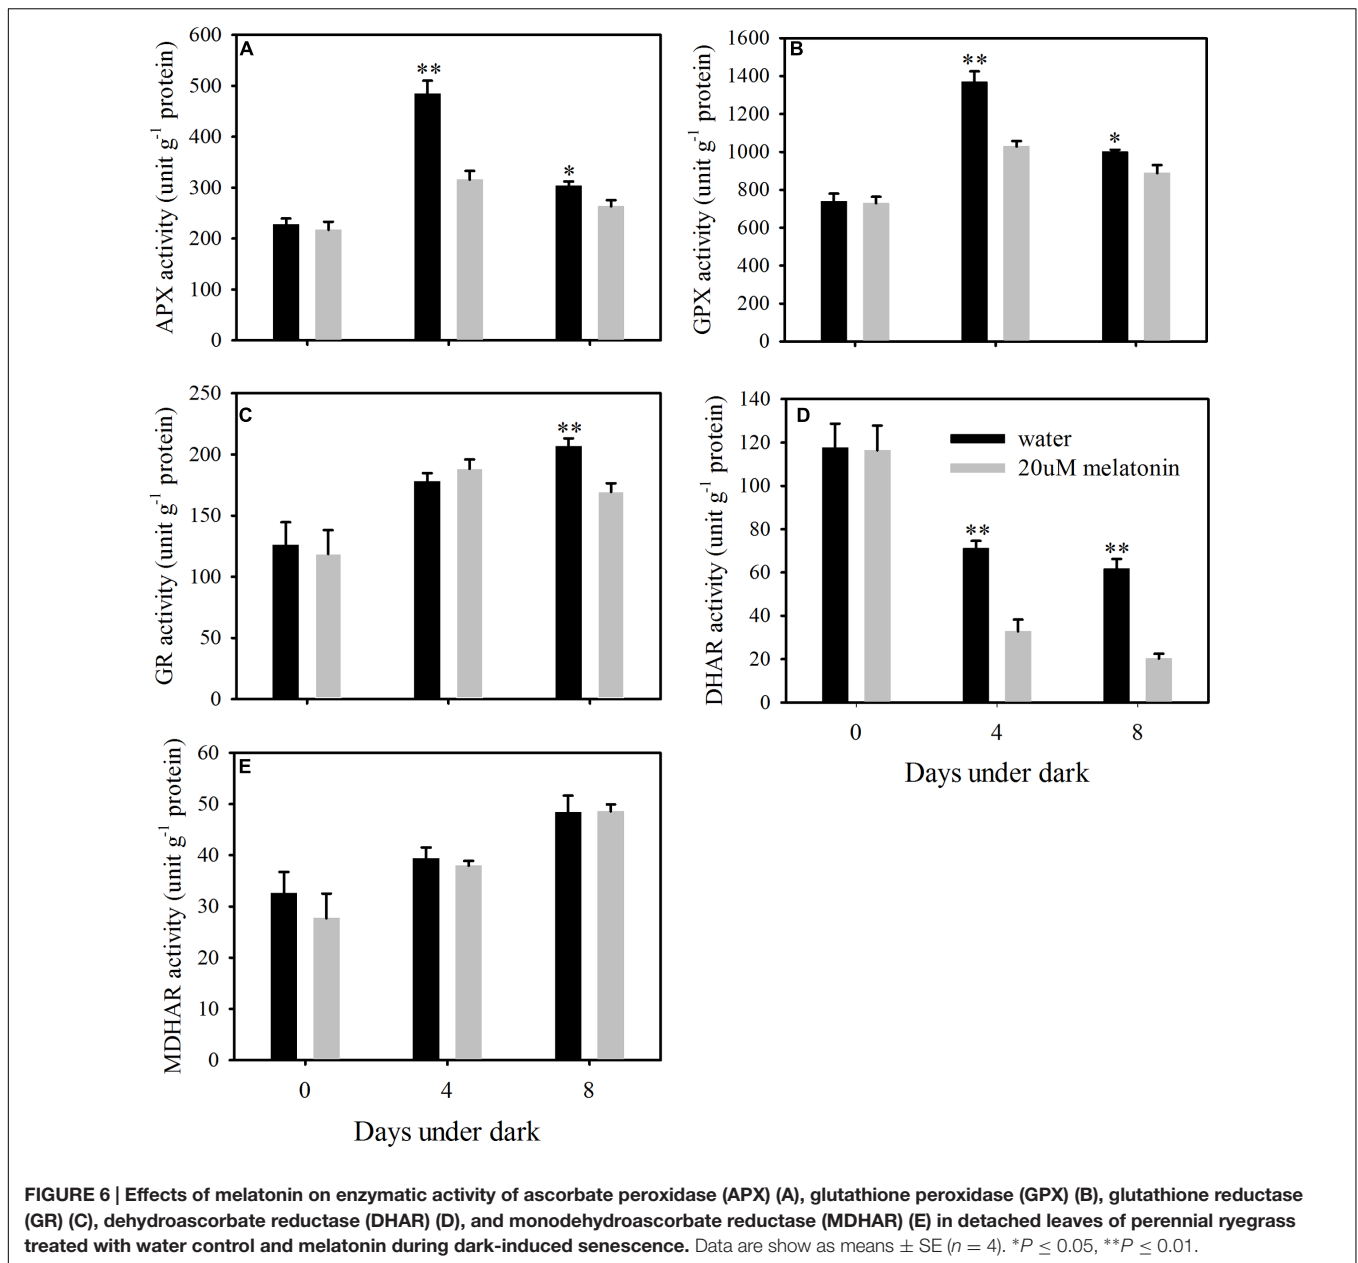 A
APX activity (unit g⁻¹ protein)
600
500
400
300
200
100
0
**
*
B
GPX activity (unit g⁻¹ protein)
1600
1400
1200
1000
800
600
400
200
0
**
*
C
GR activity (unit g⁻¹ protein)
250
200
150
100
50
0
**
D
DHAR activity (unit g⁻¹ protein)
140
120
100
80
60
40
20
0
water
20uM melatonin
**
**
0 4 8
Days under dark
E
MDHAR activity (unit g⁻¹ protein)
60
50
40
30
20
10
0
0 4 8
Days under dark
FIGURE 6 | Effects of melatonin on enzymatic activity of ascorbate peroxidase (APX) (A), glutathione peroxidase (GPX) (B), glutathione reductase
(GR) (C), dehydroascorbate reductase (DHAR) (D), and monodehydroascorbate reductase (MDHAR) (E) in detached leaves of perennial ryegrass
treated with water control and melatonin during dark-induced senescence. Data are show as means ± SE (n = 4). *P ≤ 0.05, **P ≤ 0.01.